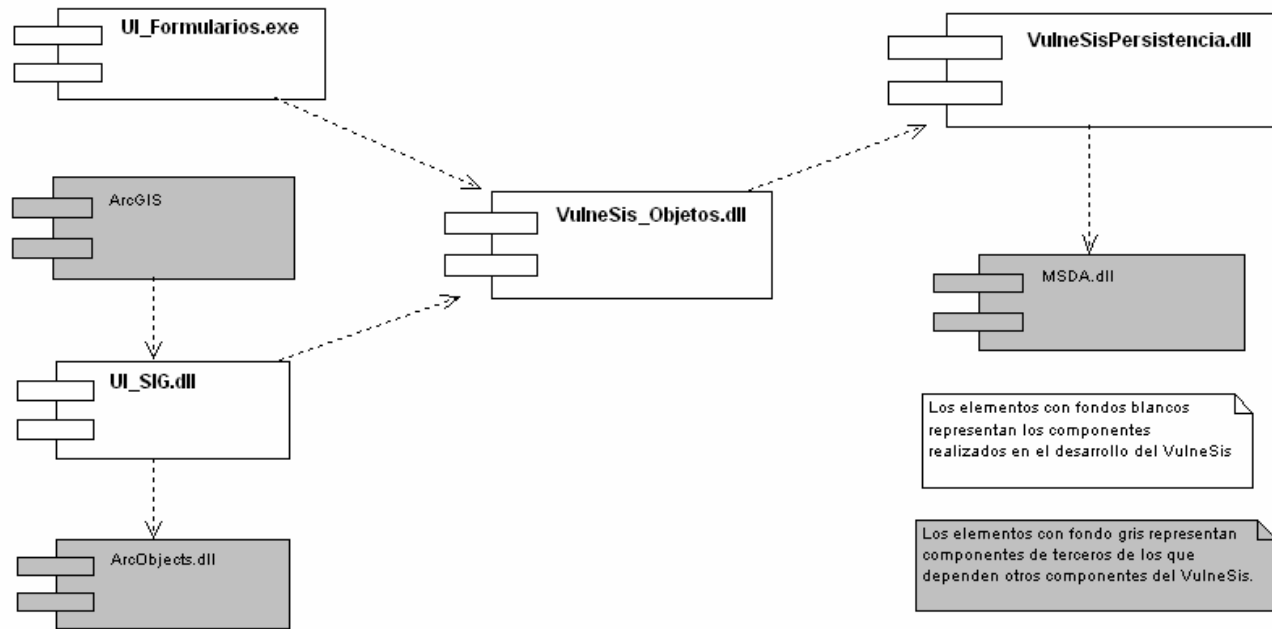 UI_Formularios.exe
VulneSisPersistencia.dll
ArcGIS
VulneSis_Objetos.dll
MSDA.dll
UI_SIG.dll
Los elementos con fondos blancos
representan los componentes
realizados en el desarrollo del VulneSis
Los elementos con fondo gris representan
componentes de terceros de los que
dependen otros componentes del VulneSis.
ArcObjects.dll